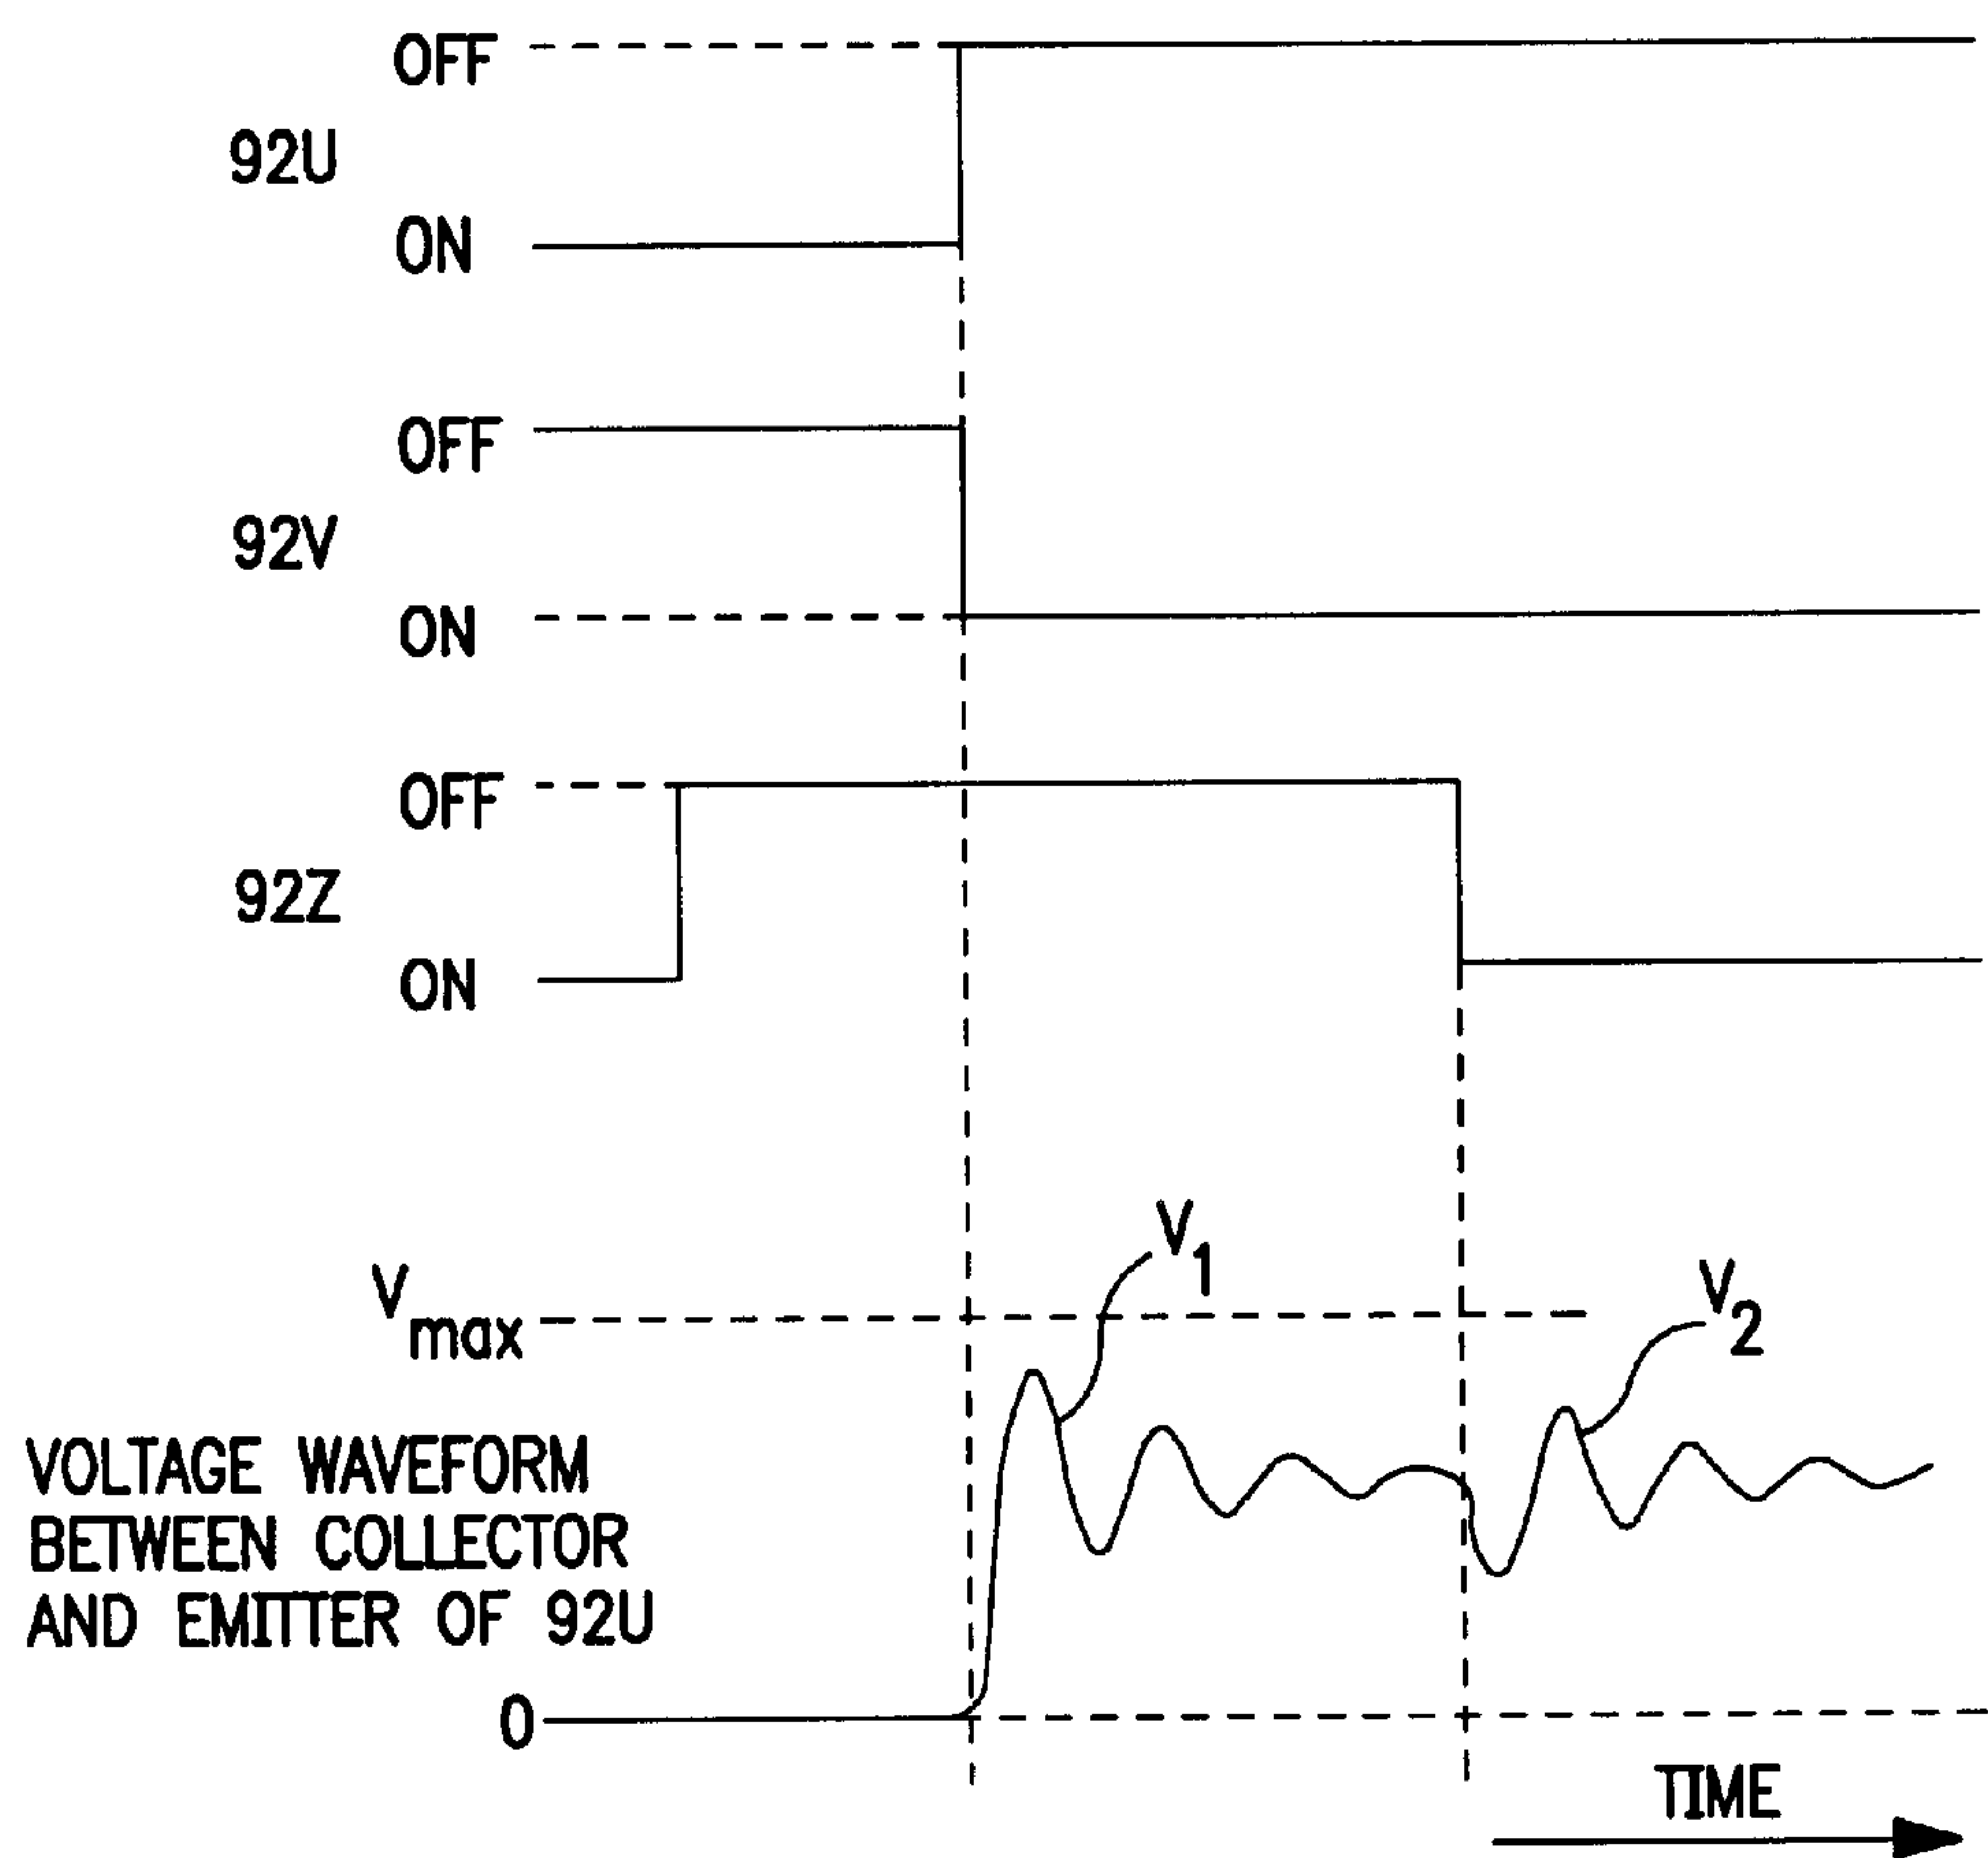 OFF
92U
ON
OFF
92V
ON
OFF
92Z
ON
V1
Vmax
V2
VOLTAGE WAVEFORM
BETWEEN COLLECTOR
AND EMITTER OF 92U
0
TIME